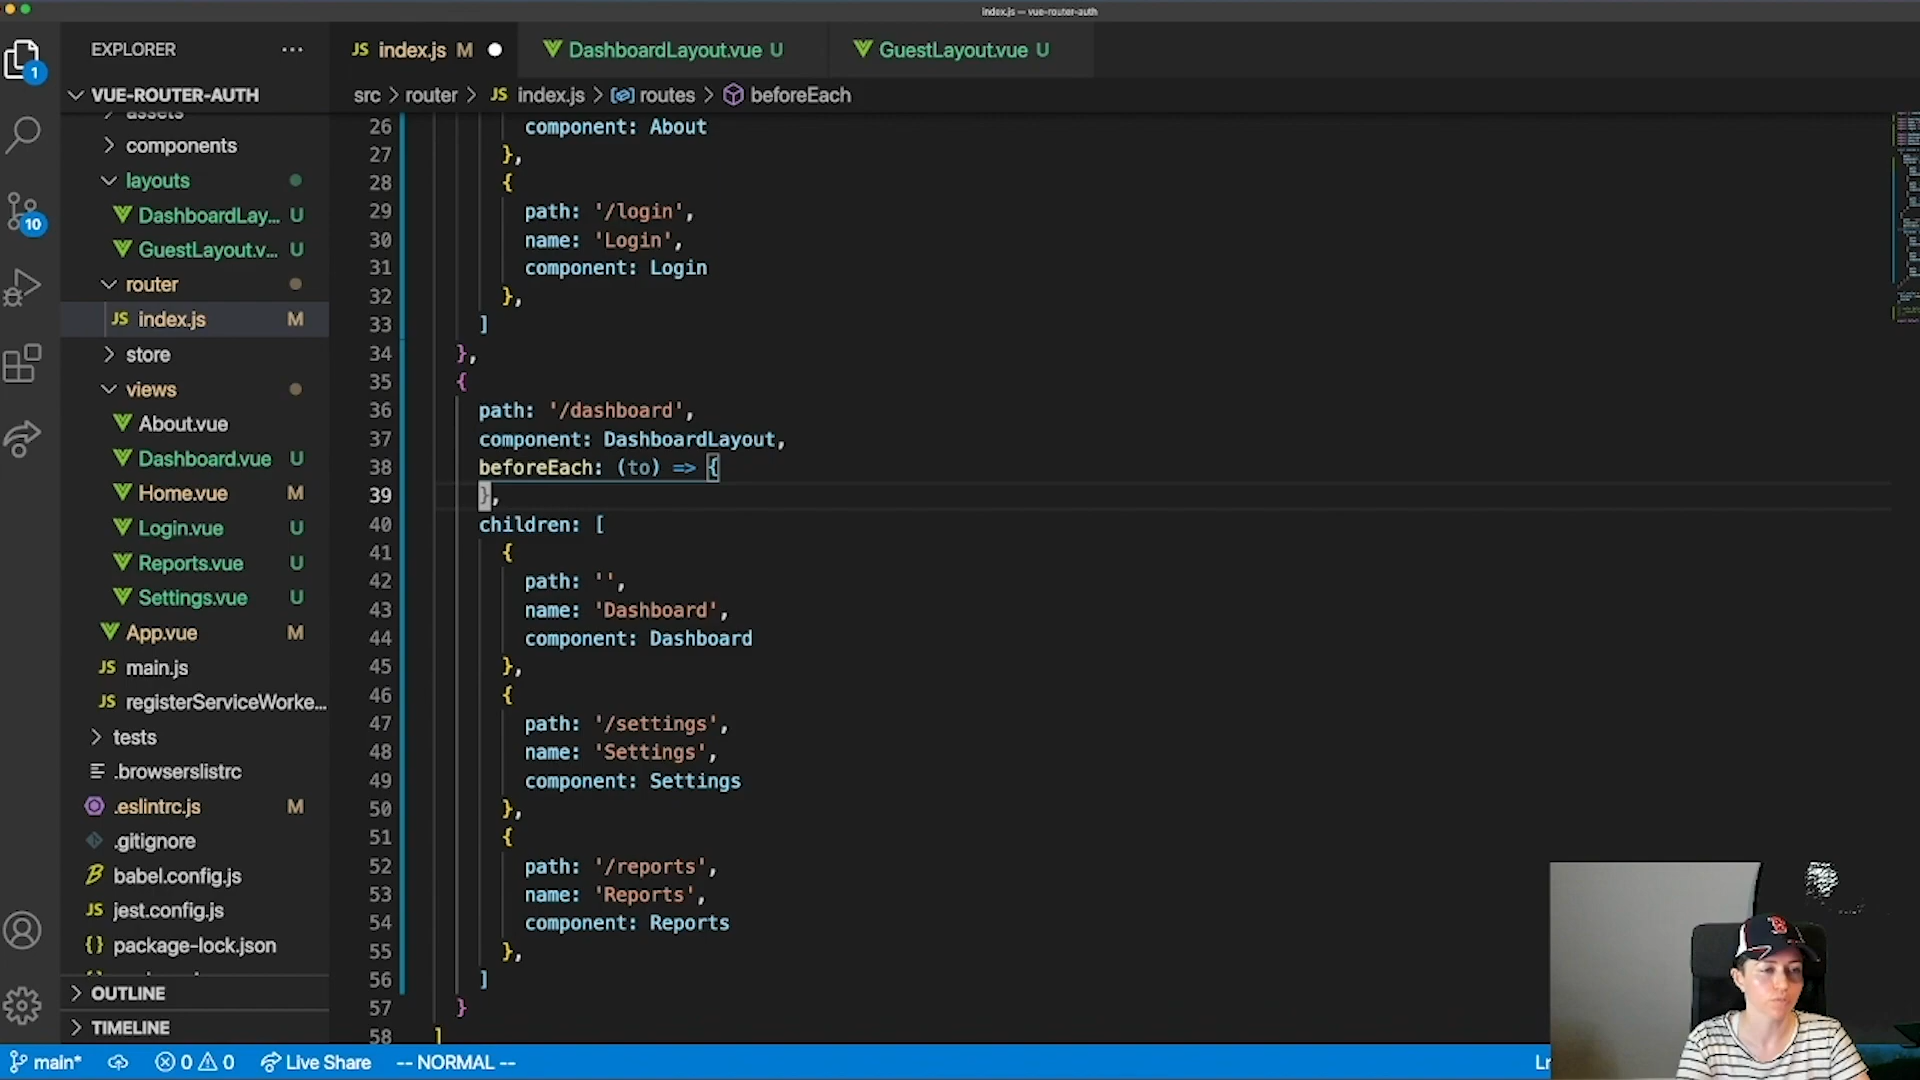 index.js — vue-router-auth
EXPLORER ...
JS index.js M
DashboardLayout.vue U
GuestLayout.vue U
VUE-ROUTER-AUTH
src > router > JS index.js > routes > beforeEach
assets
components
layouts
DashboardLay... U
GuestLayout.v... U
router
JS index.js M
store
views
About.vue
Dashboard.vue U
Home.vue M
Login.vue U
Reports.vue U
Settings.vue U
App.vue M
JS main.js
JS registerServiceWorke...
tests
.browserslistrc
.eslintrc.js M
.gitignore
babel.config.js
JS jest.config.js
{} package-lock.json
OUTLINE
TIMELINE
1
10
26 component: About
27 },
28 {
29 path: '/login',
30 name: 'Login',
31 component: Login
32 },
33 ]
34 },
35 {
36 path: '/dashboard',
37 component: DashboardLayout,
38 beforeEach: (to) => {
39 },
40 children: [
41 {
42 path: '',
43 name: 'Dashboard',
44 component: Dashboard
45 },
46 {
47 path: '/settings',
48 name: 'Settings',
49 component: Settings
50 },
51 {
52 path: '/reports',
53 name: 'Reports',
54 component: Reports
55 },
56 ]
57 }
58 ]
main* 0 0 Live Share -- NORMAL --